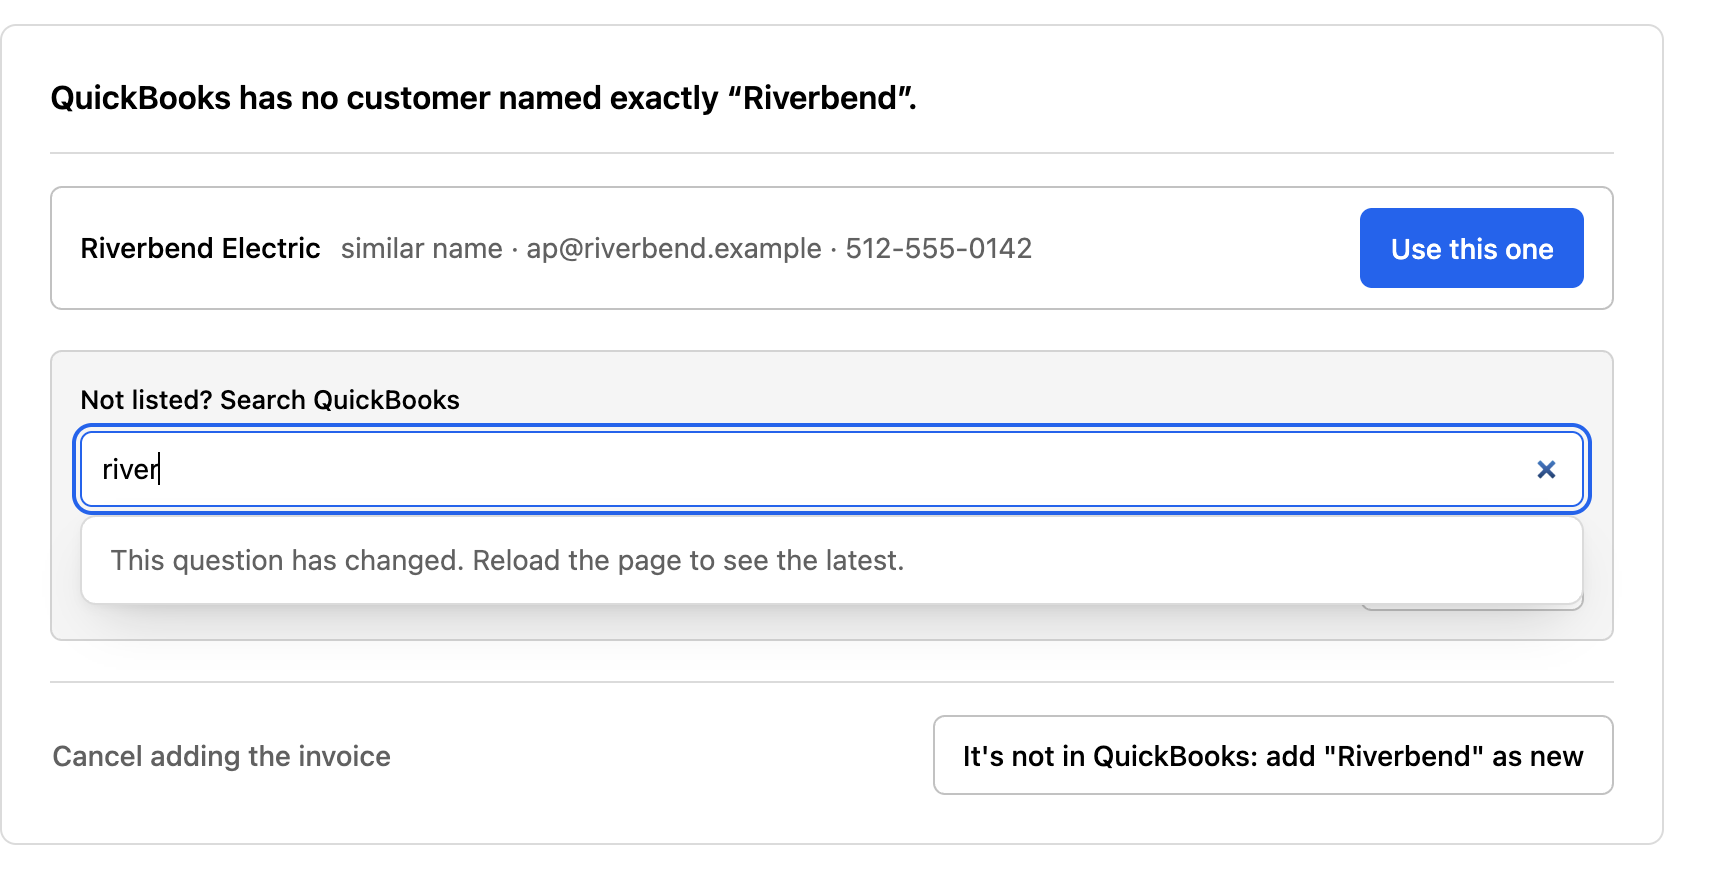 QuickBooks has no customer named exactly “Riverbend”.
Riverbend Electric similar name · ap@riverbend.example · 512-555-0142
Use this one
Not listed? Search QuickBooks
river
This question has changed. Reload the page to see the latest.
Cancel adding the invoice
It's not in QuickBooks: add "Riverbend" as new